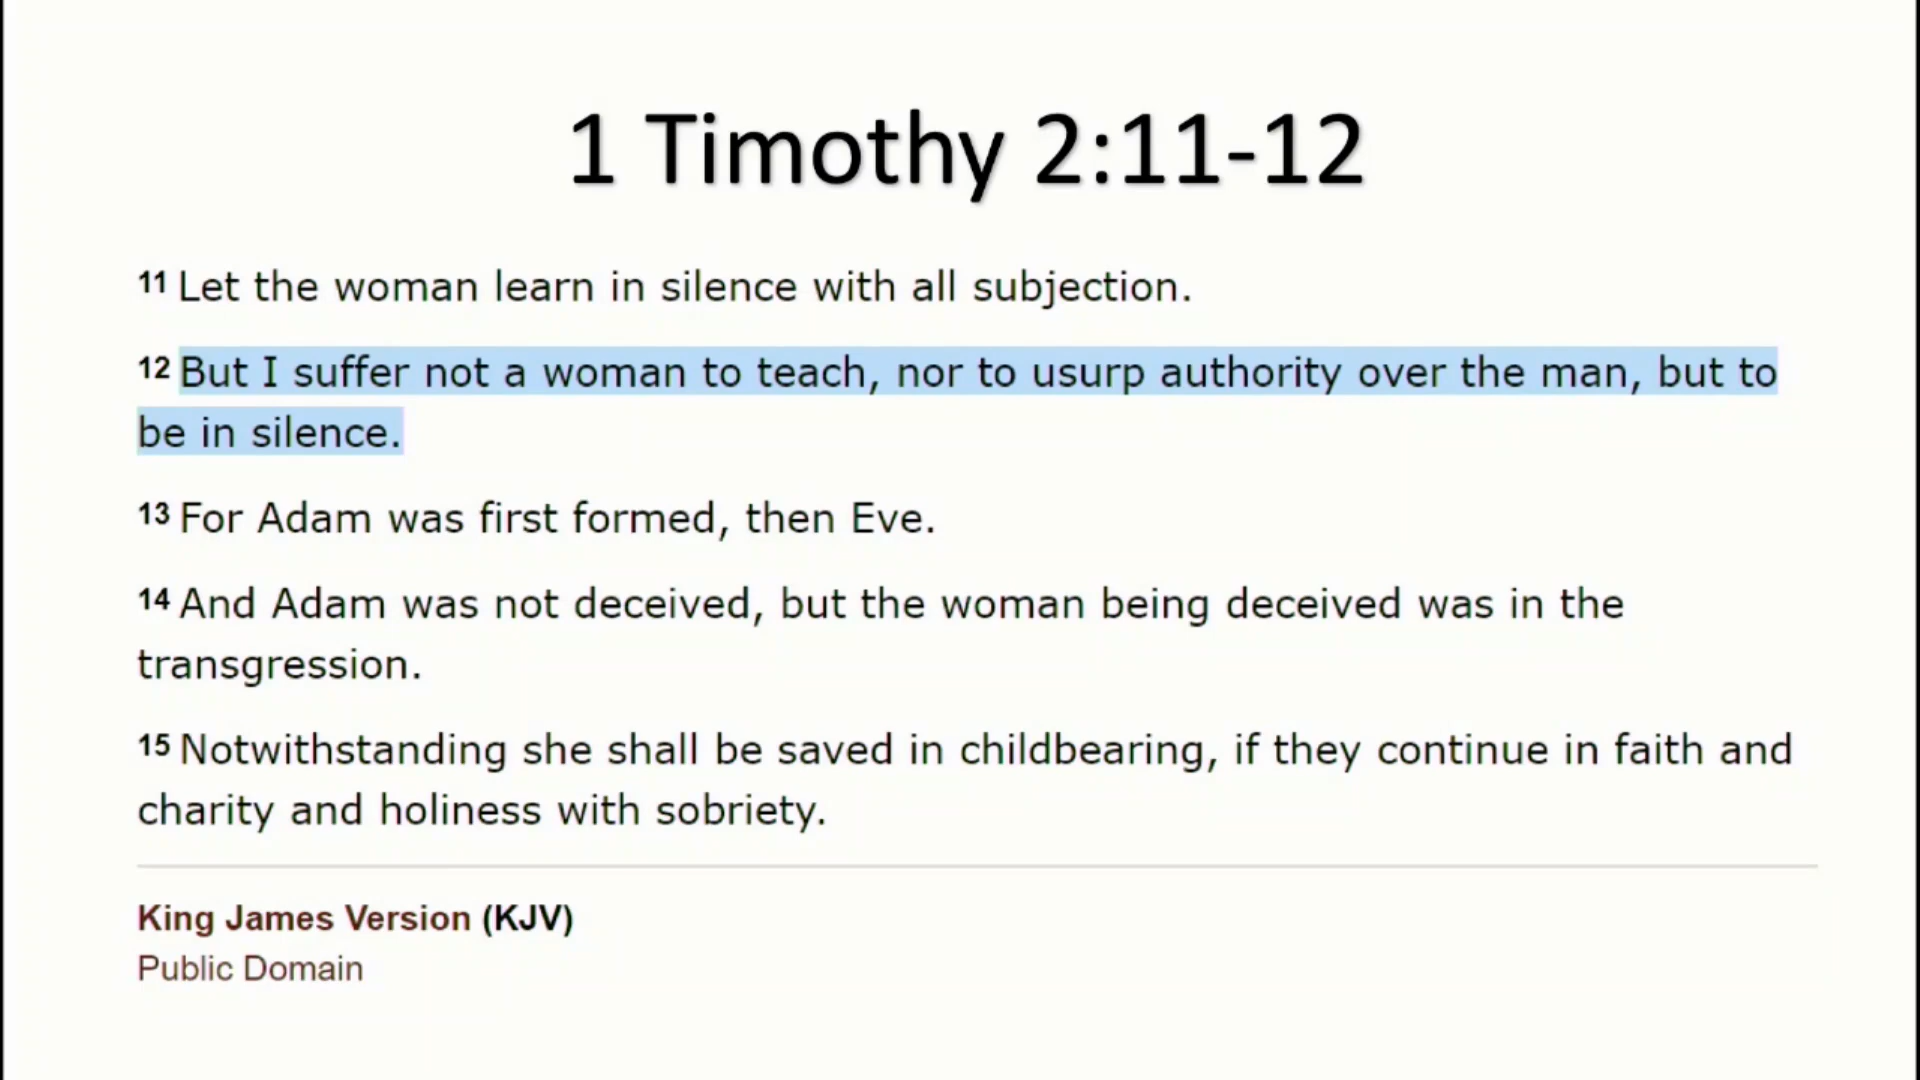 1 Timothy 2:11-12
11 Let the woman learn in silence with all subjection.
12 But I suffer not a woman to teach, nor to usurp authority over the man, but to
be in silence.
13 For Adam was first formed, then Eve.
14 And Adam was not deceived, but the woman being deceived was in the
transgression.
15 Notwithstanding she shall be saved in childbearing, if they continue in faith and
charity and holiness with sobriety.
King James Version (KJV)
Public Domain